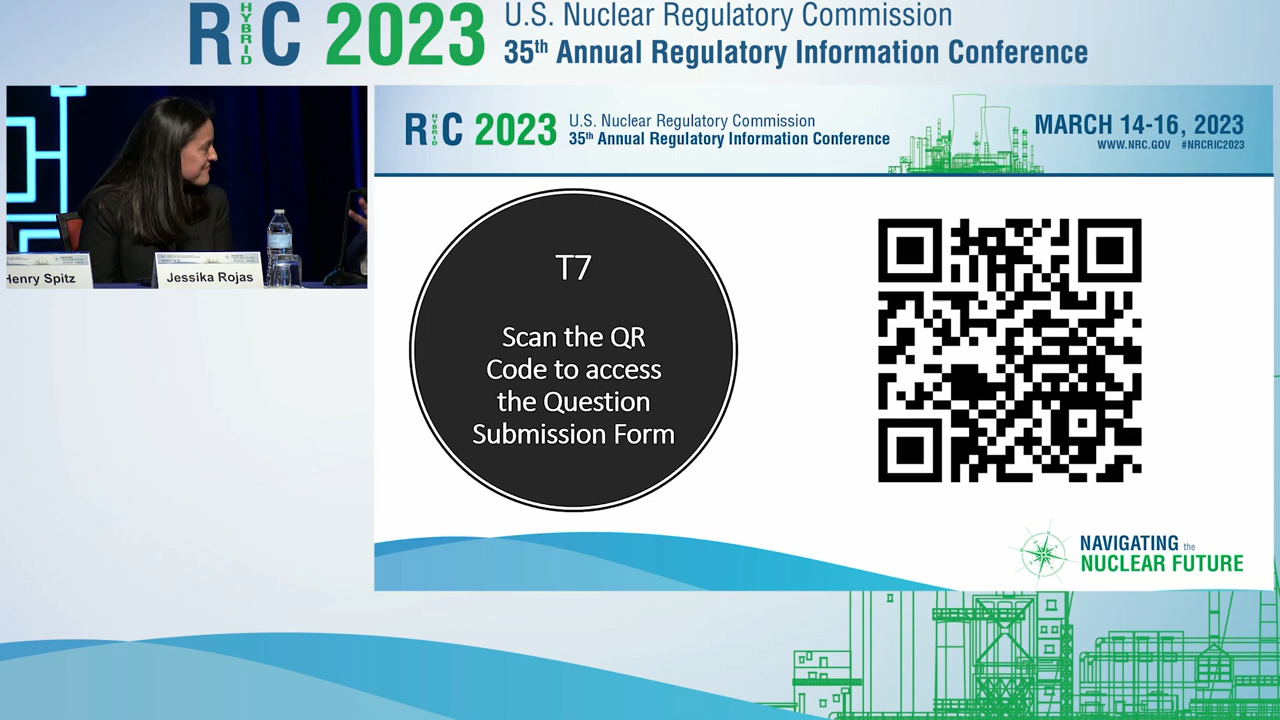 RIC HYBRID 2023
U.S. Nuclear Regulatory Commission
35th Annual Regulatory Information Conference
RIC HYBRID 2023
U.S. Nuclear Regulatory Commission
35th Annual Regulatory Information Conference
MARCH 14-16, 2023
WWW.NRC.GOV #NRCRIC2023
Henry Spitz
Jessika Rojas
T7
Scan the QR
Code to access
the Question
Submission Form
NAVIGATING the
NUCLEAR FUTURE